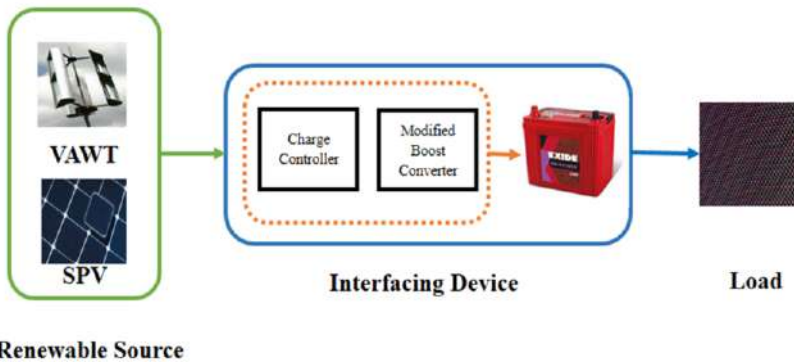 VAWT
SPV
Renewable Source
Charge
Controller
Modified
Boost
Converter
EXIDE
Interfacing Device
Load